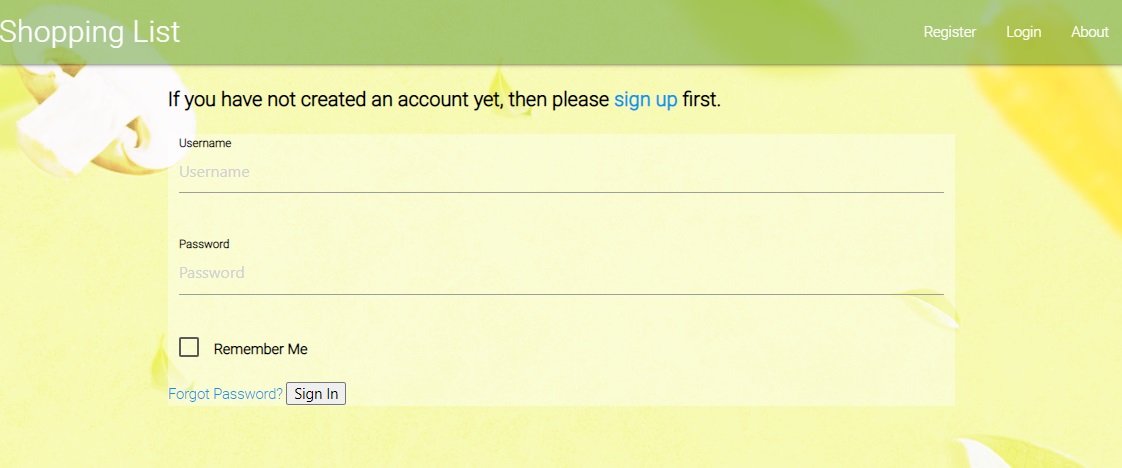 Shopping List
Register Login About
If you have not created an account yet, then please sign up first.
Username
Username
Password
Password
Remember Me
Forgot Password? Sign In